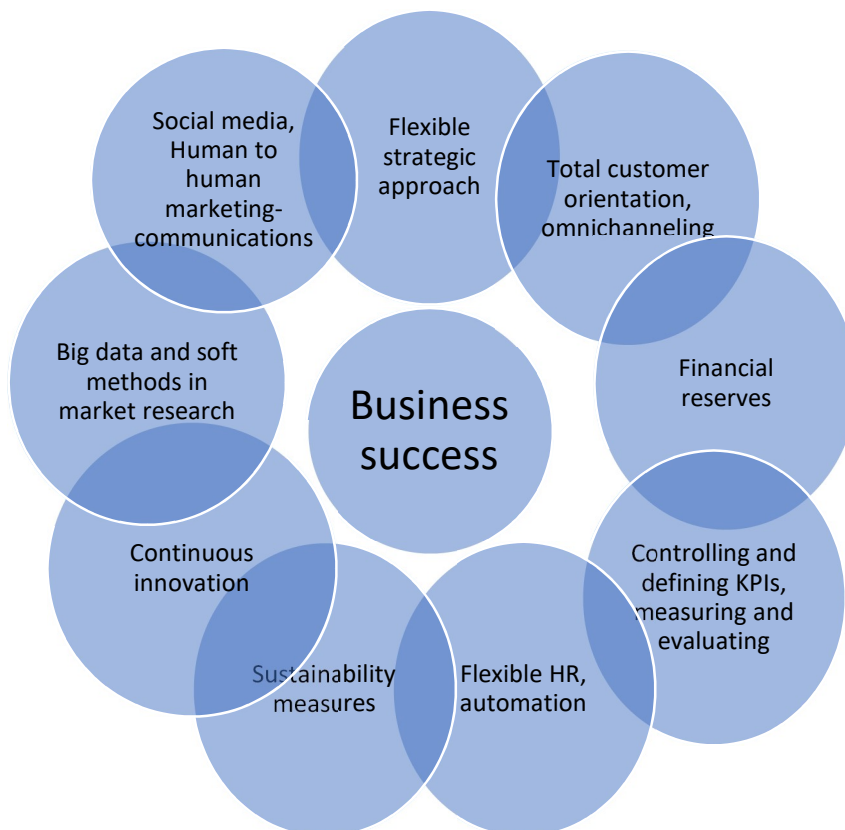 Flexible
strategic
approach
Total customer
orientation,
omnichanneling
Financial
reserves
Controlling and
defining KPIs,
measuring and
evaluating
Flexible HR,
automation
Sustainability
measures
Continuous
innovation
Big data and soft
methods in
market research
Social media,
Human to
human
marketing-
communications
Business
success